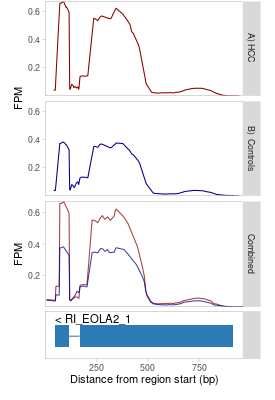 0.6
0.4
0.2
A) HCC
FPM
0.6
0.4
0.2
B) Controls
FPM
0.6
0.4
0.2
Combined
< RI_EOLA2_1
250
500
750
Distance from region start (bp)